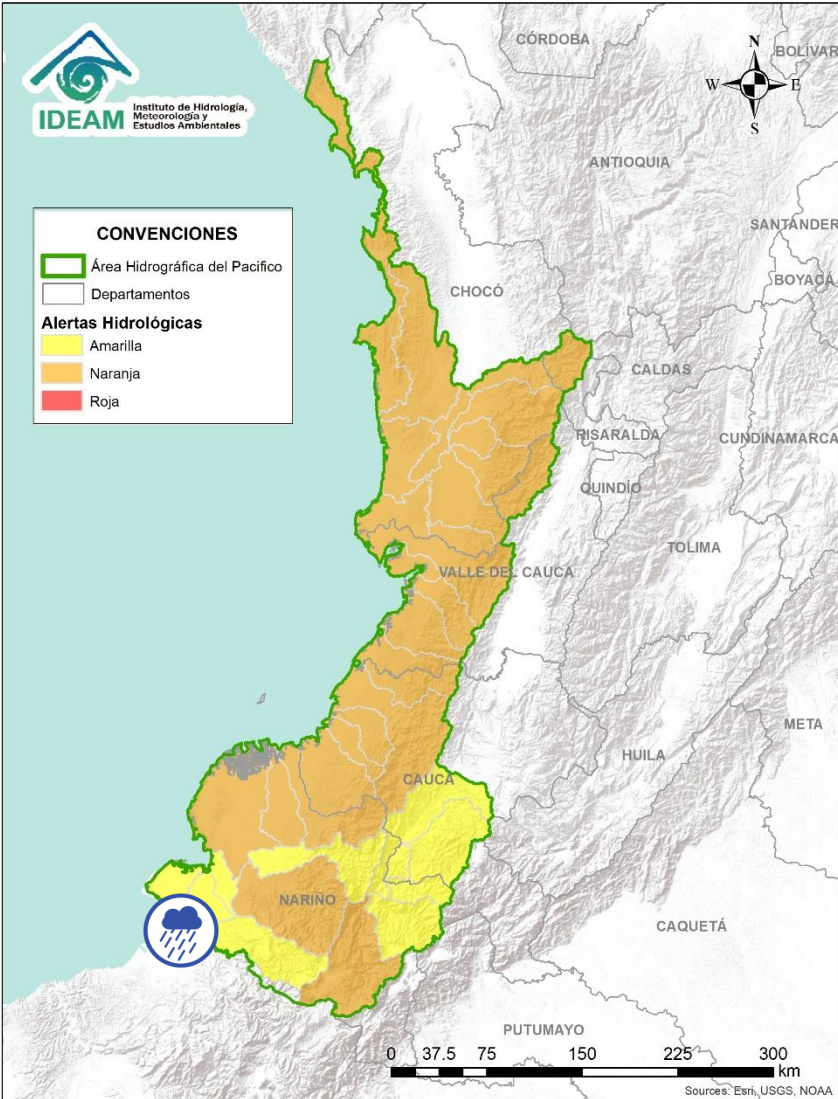 IDEAM
Instituto de Hidrología,
Meteorología y
Estudios Ambientales
CÓRDOBA
BOLÍVAR
N
W
E
S
ANTIOQUIA
SANTANDER
BOYACÁ
CONVENCIONES
Área Hidrográfica del Pacifico
Departamentos
Alertas Hidrológicas
Amarilla
Naranja
Roja
CHOCÓ
CALDAS
RISARALDA
CUNDINAMARCA
QUINDÍO
TOLIMA
VALLE DEL CAUCA
META
HUILA
CAUCA
NARIÑO
CAQUETÁ
PUTUMAYO
0 37.5 75 150 225 300
km
Sources: Esri, USGS, NOAA